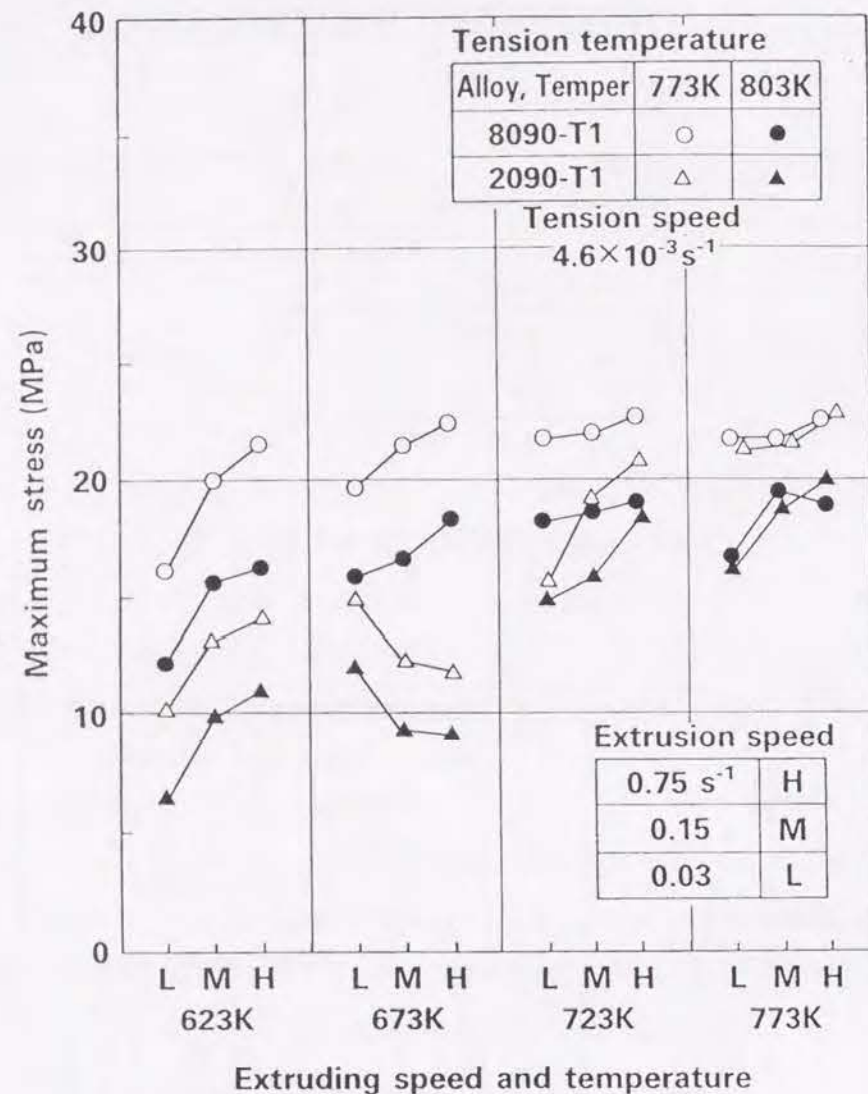 40
30
20
10
0
Maximum stress (MPa)
Tension temperature
Alloy, Temper 773K 803K
8090-T1 ○ ●
2090-T1 △ ▲
Tension speed
4.6×10⁻³s⁻¹
Extrusion speed
0.75 s⁻¹ H
0.15 M
0.03 L
L M H L M H L M H L M H
623K 673K 723K 773K
Extruding speed and temperature